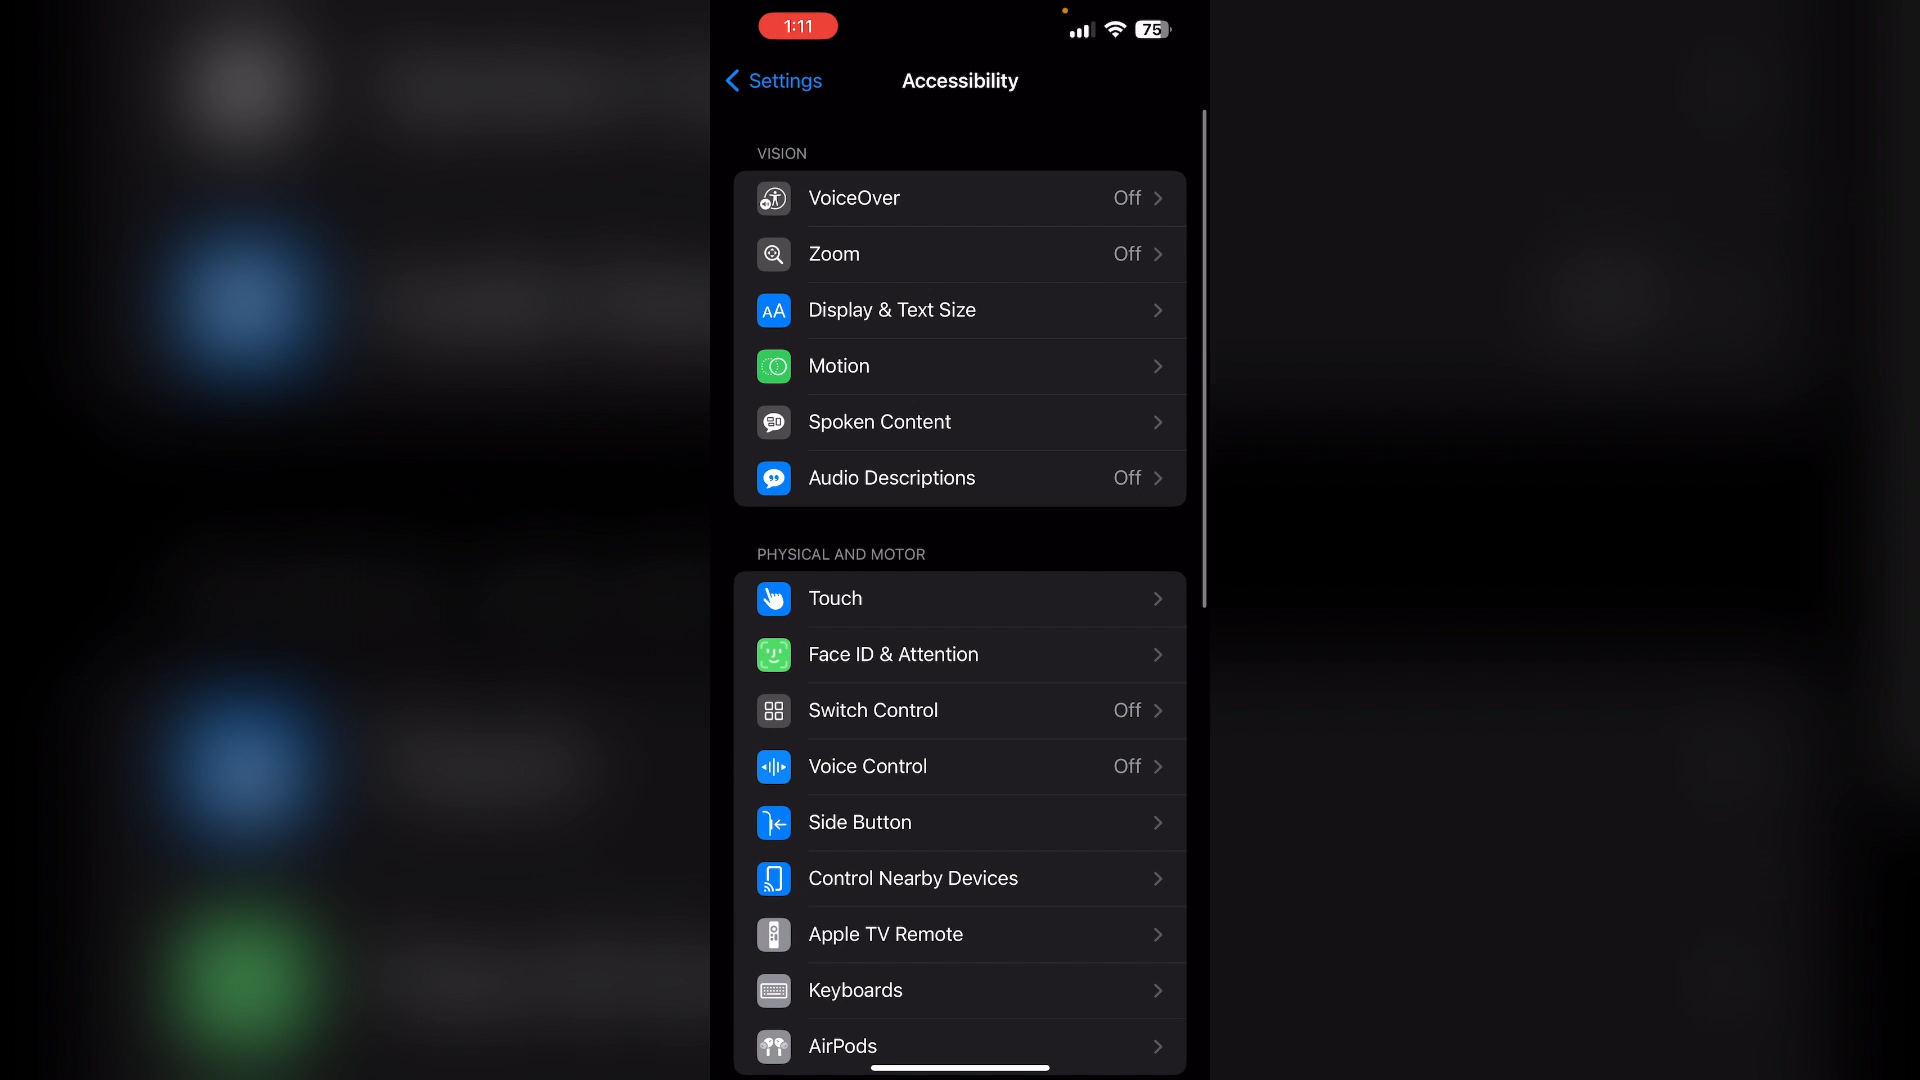 1:11
75
Settings
Accessibility
VISION
VoiceOver Off
Zoom Off
AA Display & Text Size
Motion
Spoken Content
Audio Descriptions Off
PHYSICAL AND MOTOR
Touch
Face ID & Attention
Switch Control Off
Voice Control Off
Side Button
Control Nearby Devices
Apple TV Remote
Keyboards
AirPods